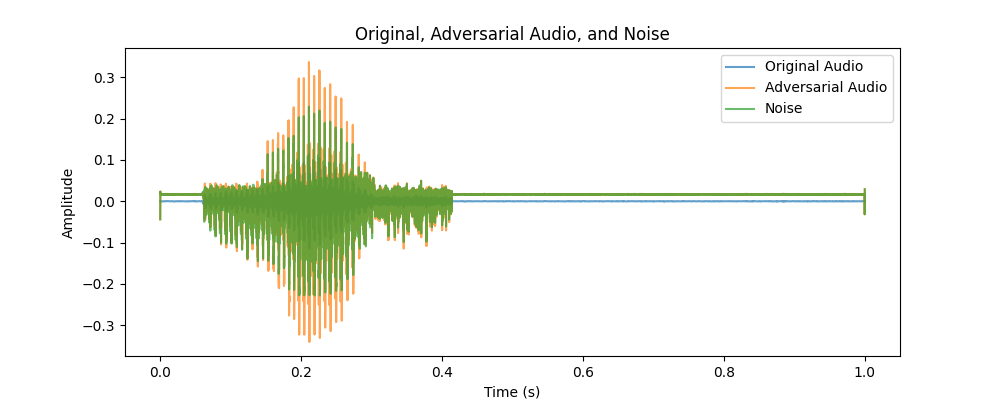 Original, Adversarial Audio, and Noise
Original Audio
Adversarial Audio
Noise
Amplitude
0.3
0.2
0.1
0.0
−0.1
−0.2
−0.3
0.0 0.2 0.4 0.6 0.8 1.0
Time (s)